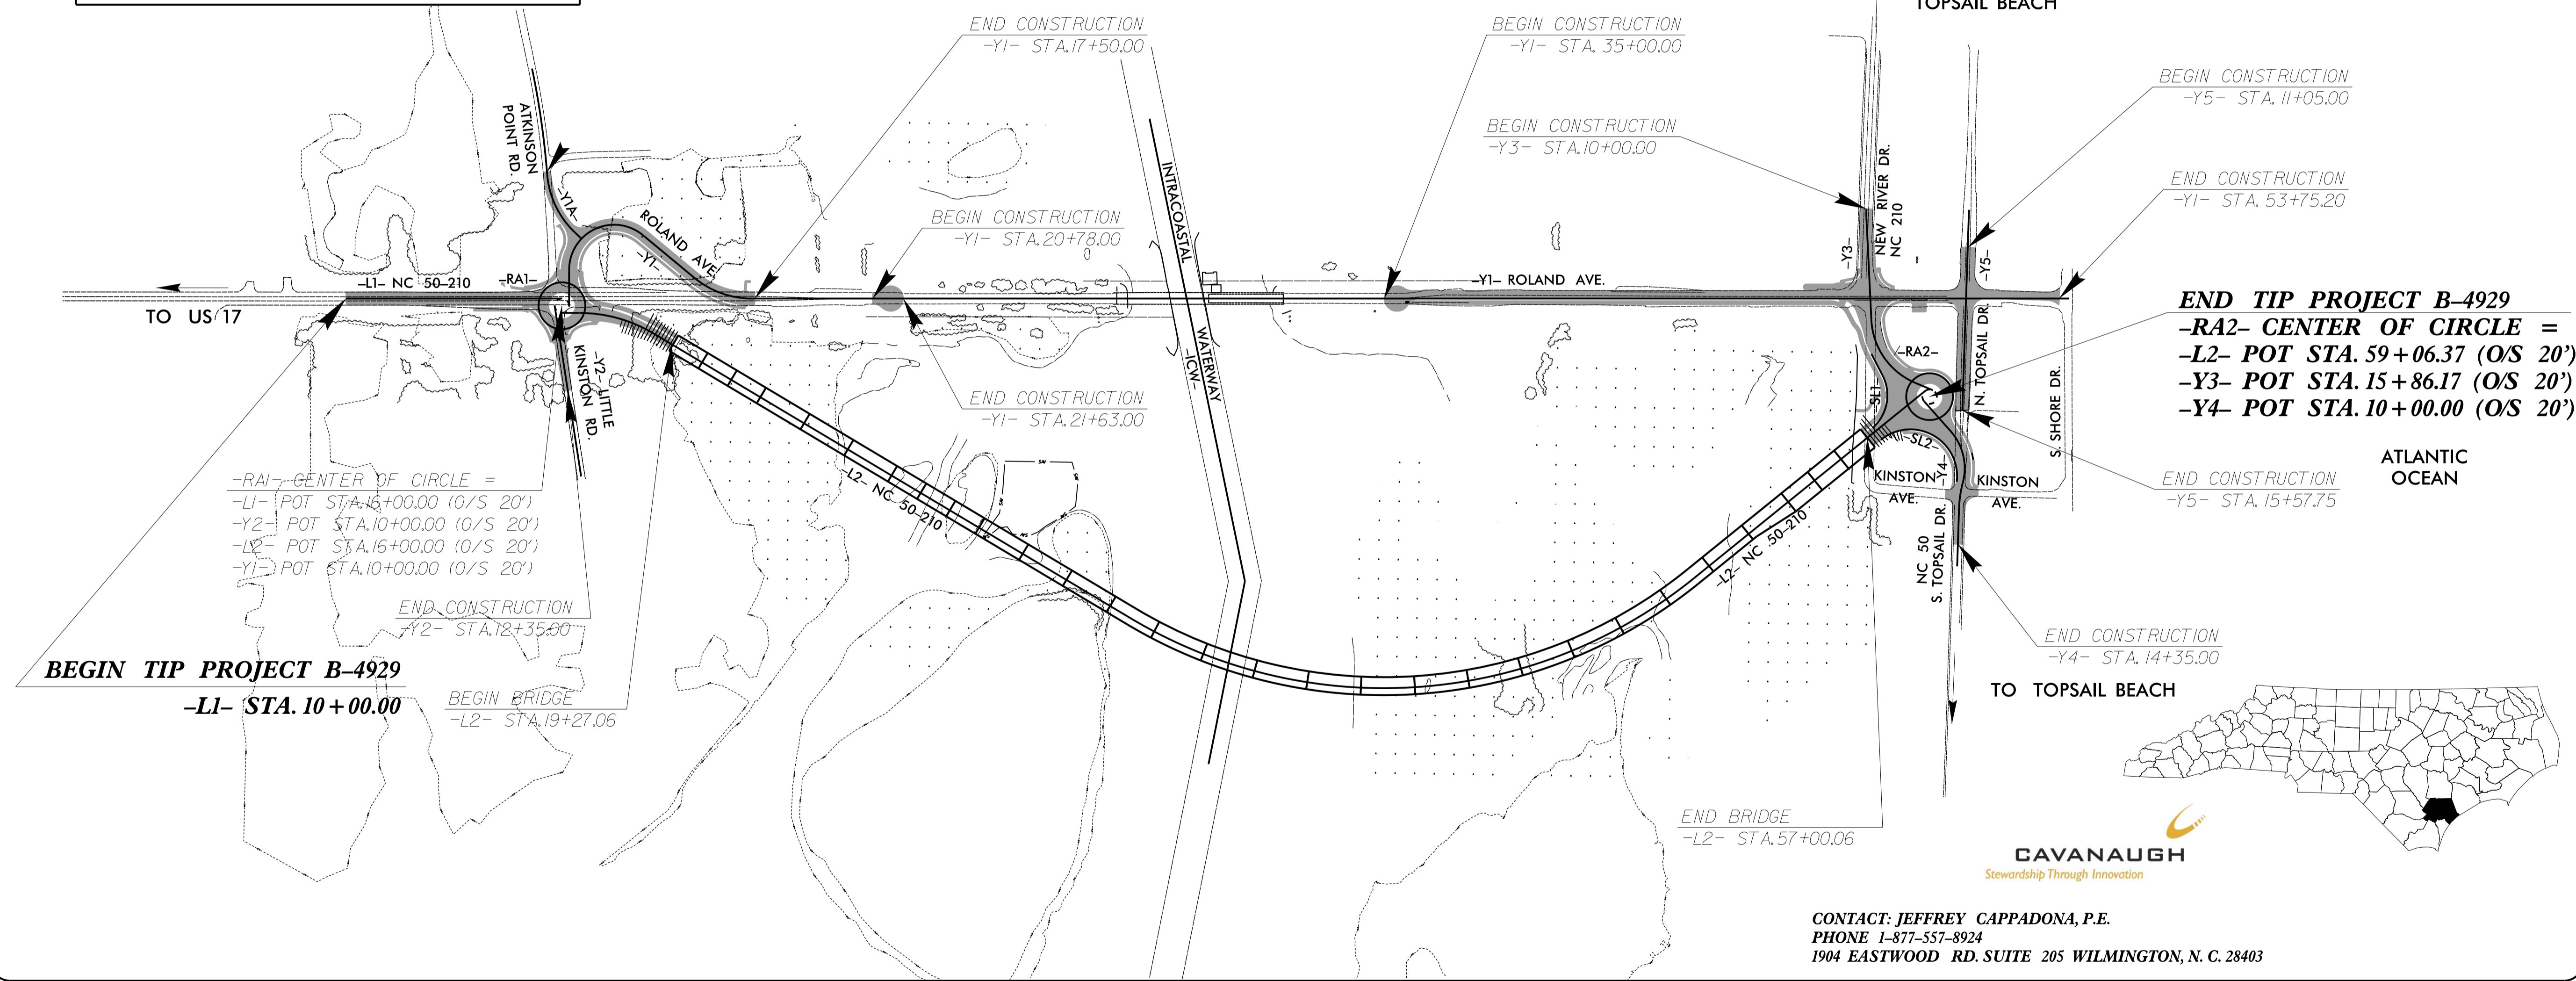 TOPSAIL BEACH
END CONSTRUCTION
-Y1- STA.17+50.00
BEGIN CONSTRUCTION
-Y1- STA. 35+00.00
BEGIN CONSTRUCTION
-Y5- STA. 11+05.00
BEGIN CONSTRUCTION
-Y3- STA.10+00.00
END CONSTRUCTION
-Y1- STA. 53+75.20
ATKINSON
POINT RD.
-Y1A-
ROLAND AVE.
-Y1-
BEGIN CONSTRUCTION
-Y1- STA.20+78.00
INTRACOASTAL
WATERWAY
-ICW-
-Y3-
NEW RIVER DR.
NC 210
-Y5-
-L1- NC 50-210
-RA1-
-Y1- ROLAND AVE.
TO US 17
END TIP PROJECT B-4929
-RA2- CENTER OF CIRCLE =
-L2- POT STA. 59+06.37 (O/S 20')
-Y3- POT STA. 15+86.17 (O/S 20')
-Y4- POT STA. 10+00.00 (O/S 20')
-Y2- LITTLE
KINSTON RD.
-RA2-
-SL1-
N. TOPSAIL DR.
S. SHORE DR.
END CONSTRUCTION
-Y1- STA.21+63.00
-SL2-
-Y4-
KINSTON
AVE.
KINSTON
AVE.
ATLANTIC
OCEAN
END CONSTRUCTION
-Y5- STA. 15+57.75
-RA1- CENTER OF CIRCLE =
-L1- POT STA.16+00.00 (O/S 20')
-Y2- POT STA.10+00.00 (O/S 20')
-L2- POT STA.16+00.00 (O/S 20')
-Y1- POT STA.10+00.00 (O/S 20')
-L2- NC 50-210
-L2- NC 50-210
NC 50
S. TOPSAIL DR.
END CONSTRUCTION
-Y2- STA.12+35.00
END CONSTRUCTION
-Y4- STA. 14+35.00
BEGIN TIP PROJECT B-4929
-L1- STA. 10+00.00
BEGIN BRIDGE
-L2- STA.19+27.06
TO TOPSAIL BEACH
END BRIDGE
-L2- STA.57+00.06
CAVANAUGH
Stewardship Through Innovation
CONTACT: JEFFREY CAPPADONA, P.E.
PHONE 1-877-557-8924
1904 EASTWOOD RD. SUITE 205 WILMINGTON, N. C. 28403